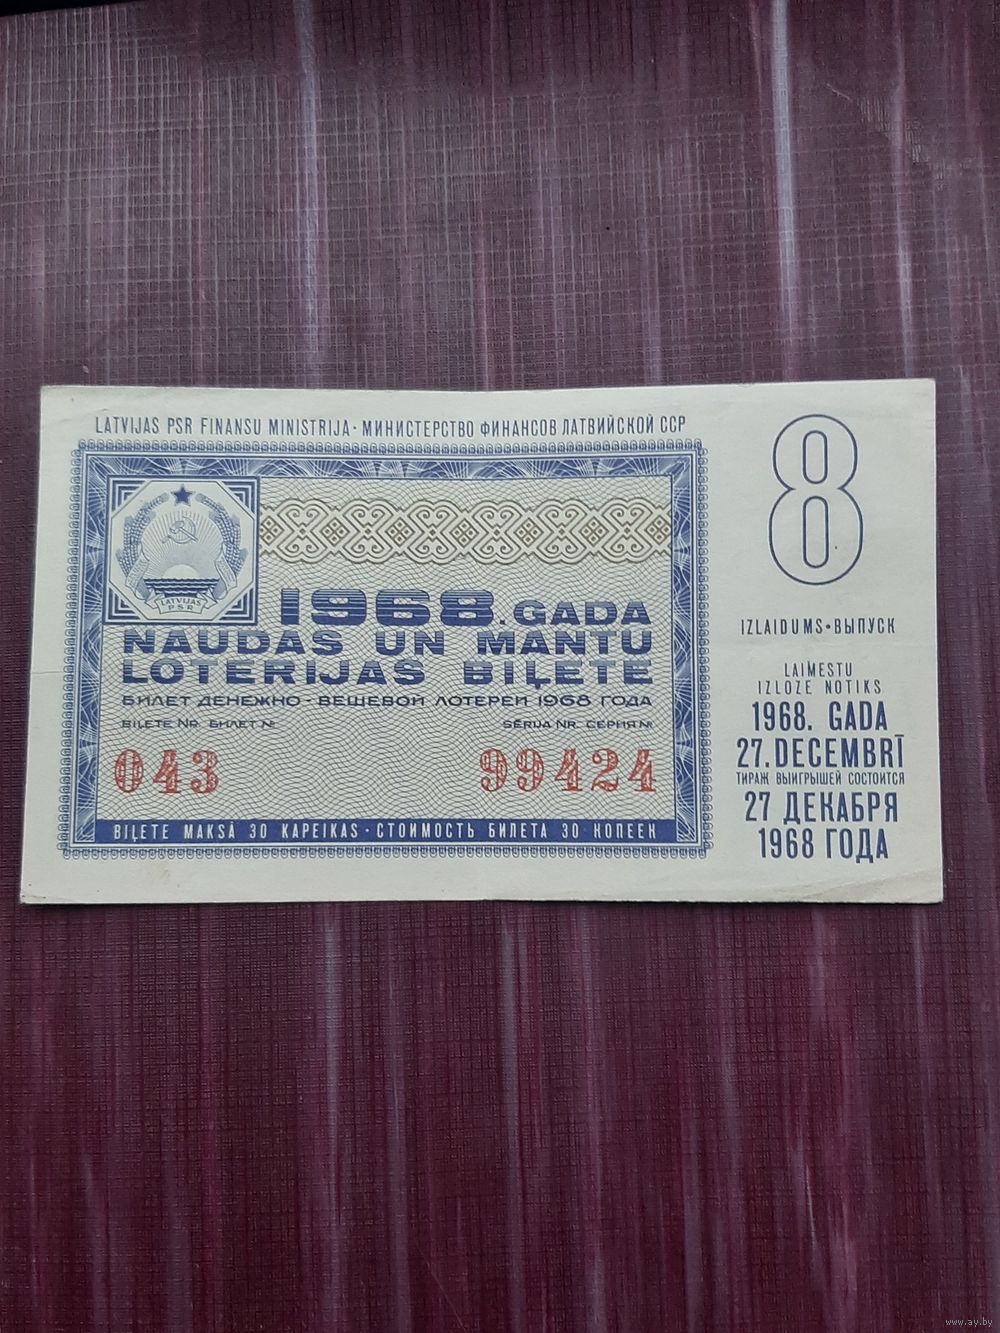 LATVIJAS PSR FINANSU MINISTRIJA · МИНИСТЕРСТВО ФИНАНСОВ ЛАТВИЙСКОЙ ССР
LATVIJAS
PSR
1968. GADA
NAUDAS UN MANTU
LOTERIJAS BIĻETE
БИЛЕТ ДЕНЕЖНО - ВЕЩЕВОЙ ЛОТЕРЕИ 1968 ГОДА
BIĻETE NR. БИЛЕТ № SĒRIJA NR. СЕРИЯ №
043 99424
BIĻETE MAKSĀ 30 KAPEIKAS · СТОИМОСТЬ БИЛЕТА 30 КОПЕЕК
8
IZLAIDUMS · ВЫПУСК
LAIMESTU
IZLOZE NOTIKS
1968. GADA
27. DECEMBRĪ
ТИРАЖ ВЫИГРЫШЕЙ СОСТОИТСЯ
27 ДЕКАБРЯ
1968 ГОДА
www.ay.by